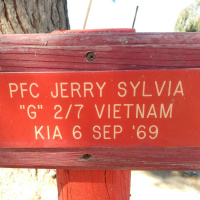 PFC JERRY SYLVIA
"G" 2/7 VIETNAM
KIA 6 SEP '69